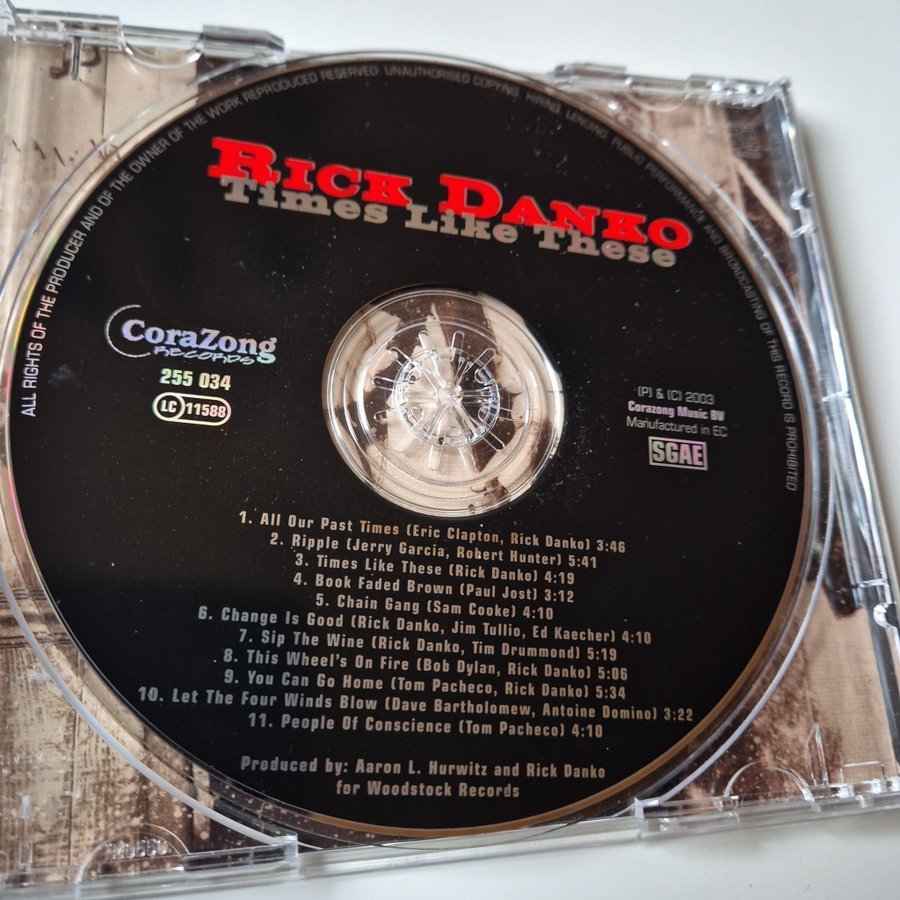 ALL RIGHTS OF THE PRODUCER AND OF THE OWNER OF THE WORK REPRODUCED RESERVED. UNAUTHORISED COPYING, HIRING, LENDING, PUBLIC PERFORMANCE AND BROADCASTING OF THIS RECORD IS PROHIBITED
RICK DANKO
Times Like These
CoraZong
RECORDS
255 034
LC 11588
(P) & (C) 2003
Corazong Music BV
Manufactured in EC
SGAE
1. All Our Past Times (Eric Clapton, Rick Danko) 3:46
2. Ripple (Jerry Garcia, Robert Hunter) 5:41
3. Times Like These (Rick Danko) 4:19
4. Book Faded Brown (Paul Jost) 3:12
5. Chain Gang (Sam Cooke) 4:10
6. Change Is Good (Rick Danko, Jim Tullio, Ed Kaecher) 4:10
7. Sip The Wine (Rick Danko, Tim Drummond) 5:19
8. This Wheel's On Fire (Bob Dylan, Rick Danko) 5:06
9. You Can Go Home (Tom Pacheco, Rick Danko) 5:34
10. Let The Four Winds Blow (Dave Bartholomew, Antoine Domino) 3:22
11. People Of Conscience (Tom Pacheco) 4:10
Produced by: Aaron L. Hurwitz and Rick Danko
for Woodstock Records